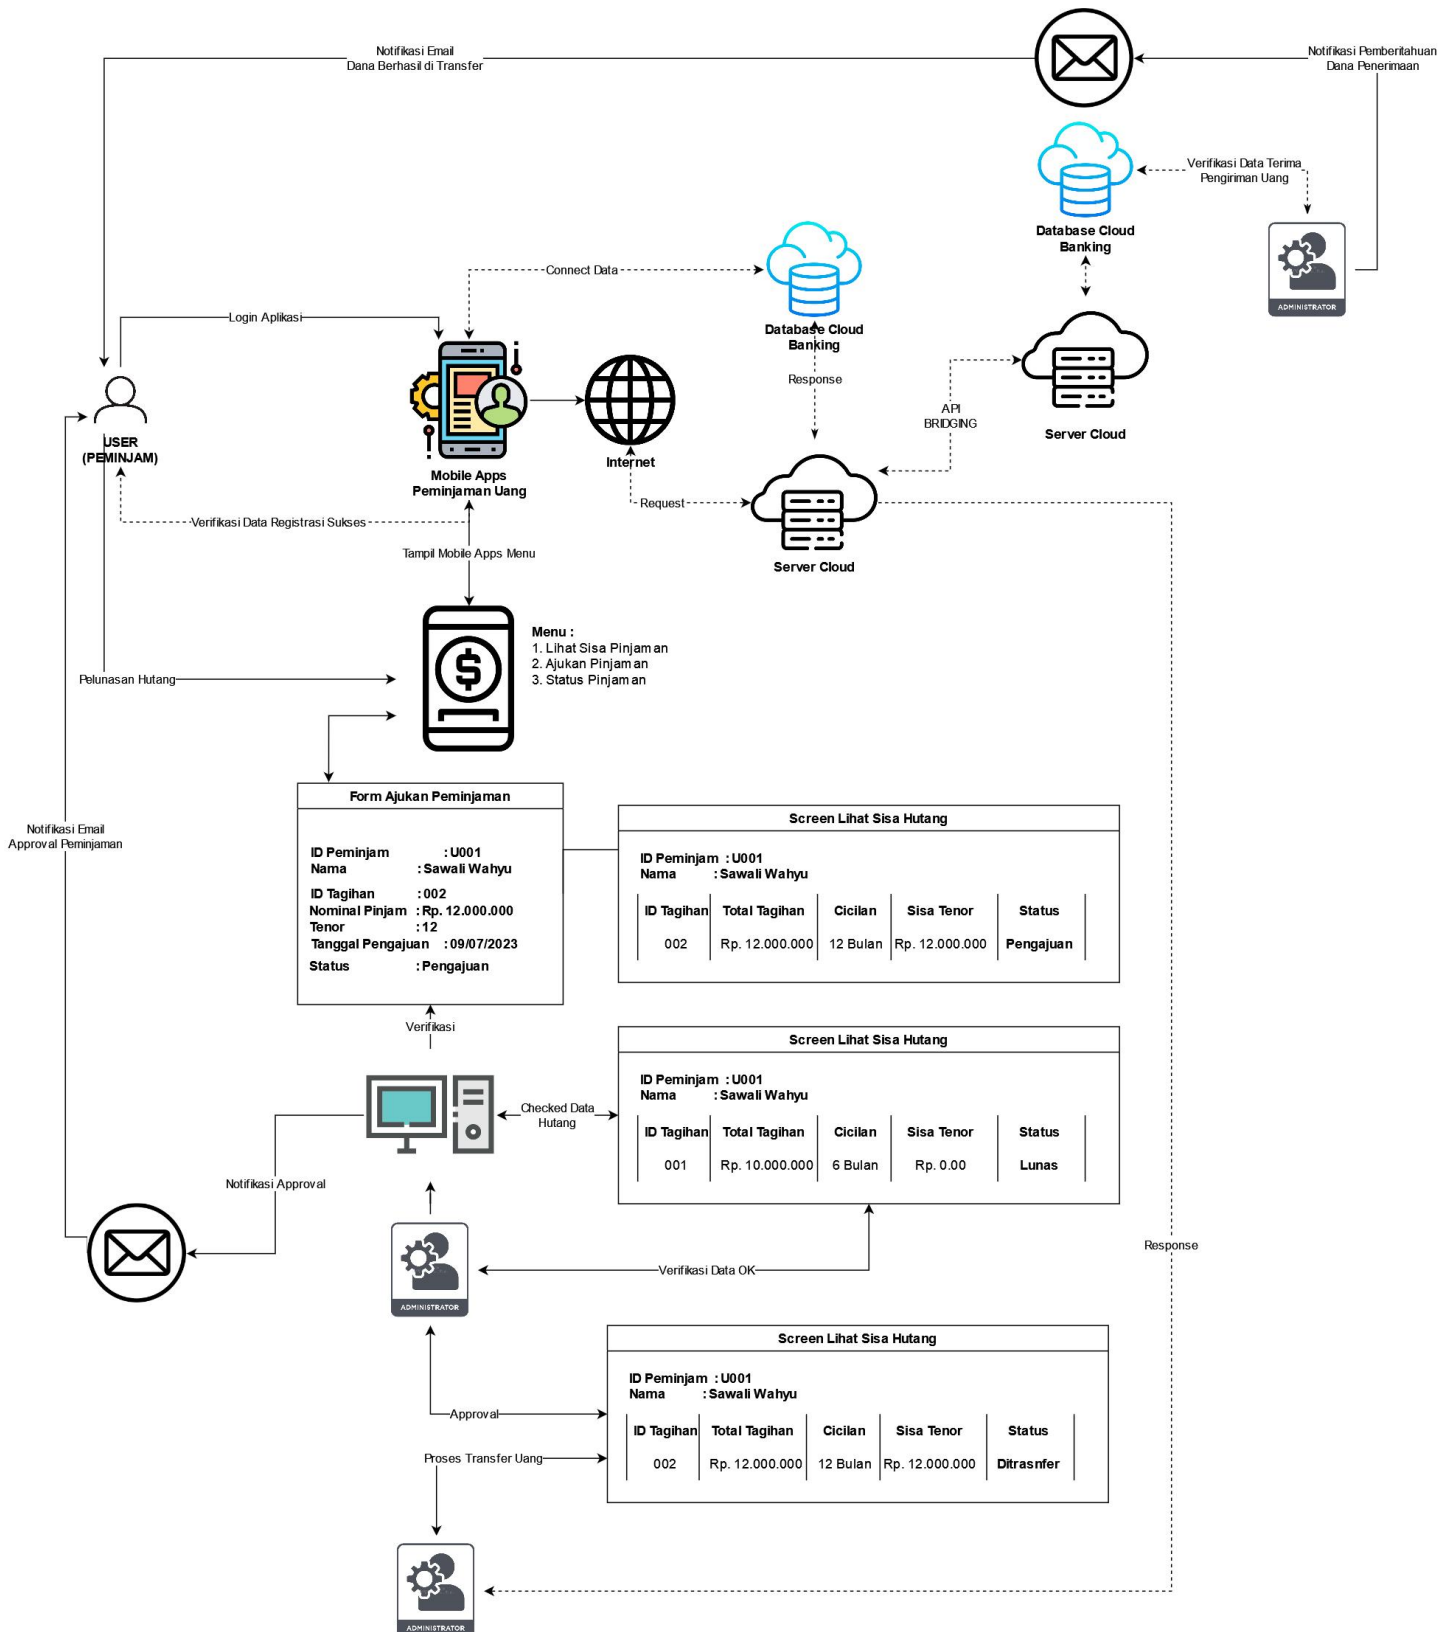 Notifikasi Email
Dana Berhasil di Transfer
Notifikasi Pemberitahuan
Dana Penerimaan
Verifikasi Data Terima
Pengiriman Uang
Database Cloud
Banking
ADMINISTRATOR
Connect Data
Login Aplikasi
Database Cloud
Banking
Response
API
BRIDGING
Server Cloud
USER
(PEMINJAM)
Internet
Mobile Apps
Peminjaman Uang
Request
Verifikasi Data Registrasi Sukses
Tampil Mobile Apps Menu
Server Cloud
Menu :
1. Lihat Sisa Pinjaman
2. Ajukan Pinjaman
3. Status Pinjaman
Pelunasan Hutang
Form Ajukan Peminjaman
ID Peminjam : U001
Nama : Sawali Wahyu
ID Tagihan : 002
Nominal Pinjam : Rp. 12.000.000
Tenor : 12
Tanggal Pengajuan : 09/07/2023
Status : Pengajuan
Screen Lihat Sisa Hutang
ID Peminjam : U001
Nama : Sawali Wahyu
ID Tagihan Total Tagihan Cicilan Sisa Tenor Status
002 Rp. 12.000.000 12 Bulan Rp. 12.000.000 Pengajuan
Notifikasi Email
Approval Peminjaman
Verifikasi
Screen Lihat Sisa Hutang
ID Peminjam : U001
Nama : Sawali Wahyu
ID Tagihan Total Tagihan Cicilan Sisa Tenor Status
001 Rp. 10.000.000 6 Bulan Rp. 0.00 Lunas
Checked Data
Hutang
Notifikasi Approval
Response
Verifikasi Data OK
ADMINISTRATOR
Screen Lihat Sisa Hutang
ID Peminjam : U001
Nama : Sawali Wahyu
ID Tagihan Total Tagihan Cicilan Sisa Tenor Status
002 Rp. 12.000.000 12 Bulan Rp. 12.000.000 Ditrasnfer
Approval
Proses Transfer Uang
ADMINISTRATOR